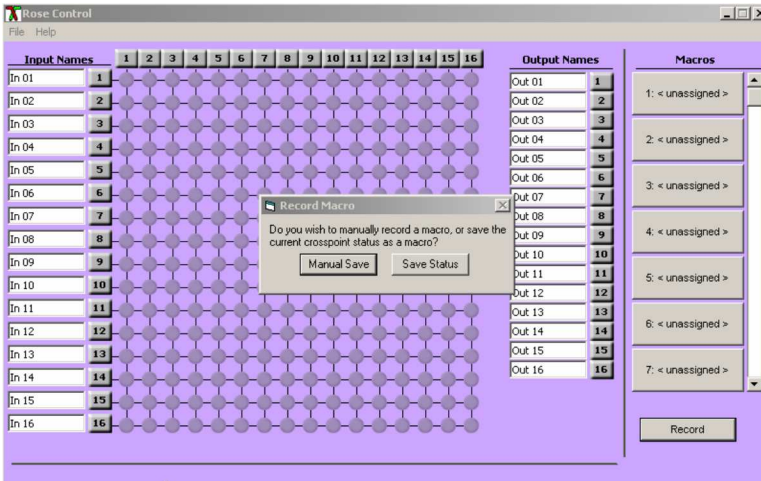 Rose Control
File Help
Input Names
1 2 3 4 5 6 7 8 9 10 11 12 13 14 15 16
Output Names
Macros
In 01 1
In 02 2
In 03 3
In 04 4
In 05 5
In 06 6
In 07 7
In 08 8
In 09 9
In 10 10
In 11 11
In 12 12
In 13 13
In 14 14
In 15 15
In 16 16
Record Macro
Do you wish to manually record a macro, or save the
current crosspoint status as a macro?
Manual Save Save Status
Out 01 1
Out 02 2
Out 03 3
Out 04 4
Out 05 5
Out 06 6
Out 07 7
Out 08 8
Out 09 9
Out 10 10
Out 11 11
Out 12 12
Out 13 13
Out 14 14
Out 15 15
Out 16 16
1: < unassigned >
2: < unassigned >
3: < unassigned >
4: < unassigned >
5: < unassigned >
6: < unassigned >
7: < unassigned >
Record